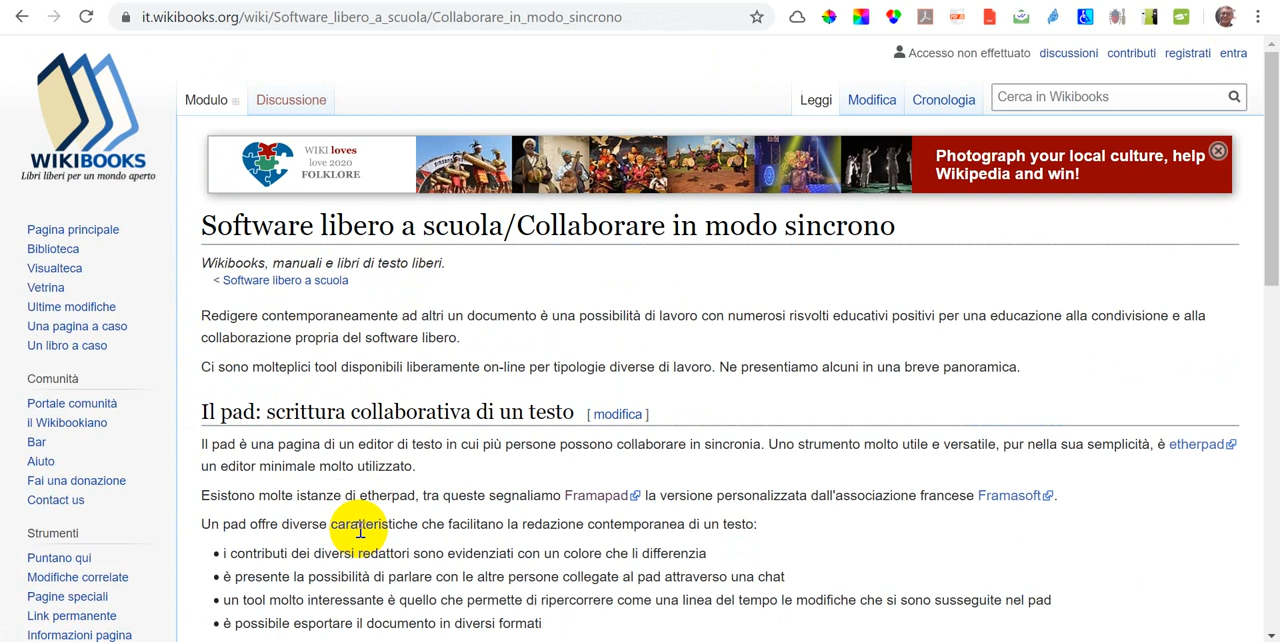 it.wikibooks.org/wiki/Software_libero_a_scuola/Collaborare_in_modo_sincrono
Accesso non effettuato discussioni contributi registrati entra
Modulo Discussione Leggi Modifica Cronologia Cerca in Wikibooks
WIKIBOOKS
Libri liberi per un mondo aperto
WIKI loves
love 2020
FOLKLORE
Photograph your local culture, help
Wikipedia and win!
Software libero a scuola/Collaborare in modo sincrono
Wikibooks, manuali e libri di testo liberi.
< Software libero a scuola
Pagina principale
Biblioteca
Visualteca
Vetrina
Ultime modifiche
Una pagina a caso
Un libro a caso
Comunità
Portale comunità
il Wikibookiano
Bar
Aiuto
Fai una donazione
Contact us
Strumenti
Puntano qui
Modifiche correlate
Pagine speciali
Link permanente
Informazioni pagina
Redigere contemporaneamente ad altri un documento è una possibilità di lavoro con numerosi risvolti educativi positivi per una educazione alla condivisione e alla
collaborazione propria del software libero.
Ci sono molteplici tool disponibili liberamente on-line per tipologie diverse di lavoro. Ne presentiamo alcuni in una breve panoramica.
Il pad: scrittura collaborativa di un testo [ modifica ]
Il pad è una pagina di un editor di testo in cui più persone possono collaborare in sincronia. Uno strumento molto utile e versatile, pur nella sua semplicità, è etherpad
un editor minimale molto utilizzato.
Esistono molte istanze di etherpad, tra queste segnaliamo Framapad la versione personalizzata dall'associazione francese Framasoft.
Un pad offre diverse caratteristiche che facilitano la redazione contemporanea di un testo:
• i contributi dei diversi redattori sono evidenziati con un colore che li differenzia
• è presente la possibilità di parlare con le altre persone collegate al pad attraverso una chat
• un tool molto interessante è quello che permette di ripercorrere come una linea del tempo le modifiche che si sono susseguite nel pad
• è possibile esportare il documento in diversi formati